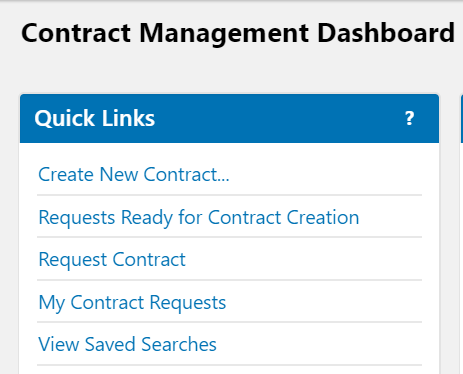 Contract Management Dashboard
Quick Links ?
Create New Contract...
Requests Ready for Contract Creation
Request Contract
My Contract Requests
View Saved Searches